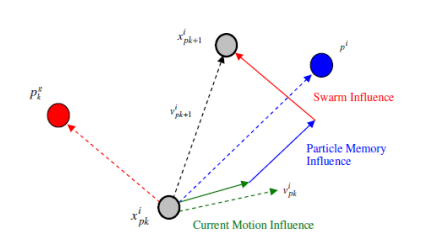 x^i_{pk+1}
p^i
p^g_k
Swarm Influence
v^i_{pk+1}
Particle Memory
Influence
v^i_{pk}
x^i_{pk}
Current Motion Influence